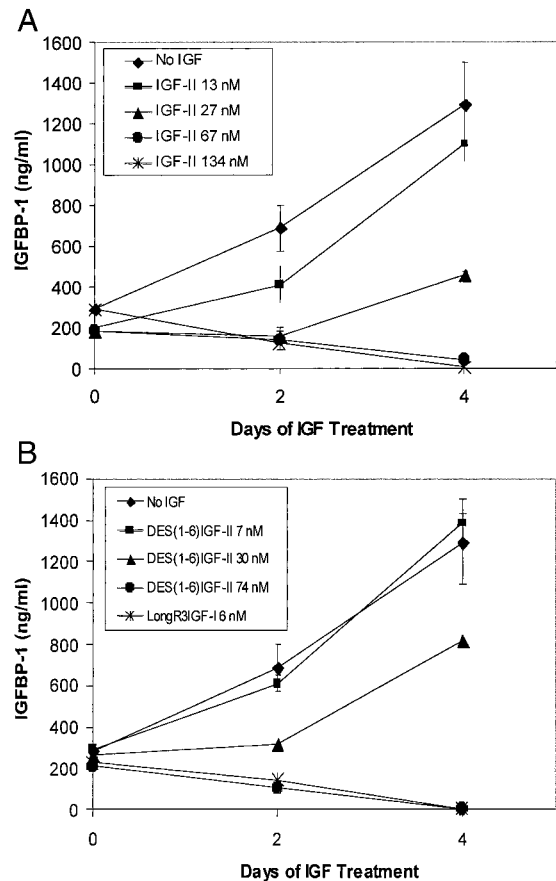 A
1600
1400
1200
1000
800
600
400
200
0
IGFBP-1 (ng/ml)
No IGF
IGF-II 13 nM
IGF-II 27 nM
IGF-II 67 nM
IGF-II 134 nM
0 2 4
Days of IGF Treatment
B
1600
1400
1200
1000
800
600
400
200
0
IGFBP-1 (ng/ml)
No IGF
DES(1-6)IGF-II 7 nM
DES(1-6)IGF-II 30 nM
DES(1-6)IGF-II 74 nM
LongR3IGF-I 6 nM
0 2 4
Days of IGF Treatment